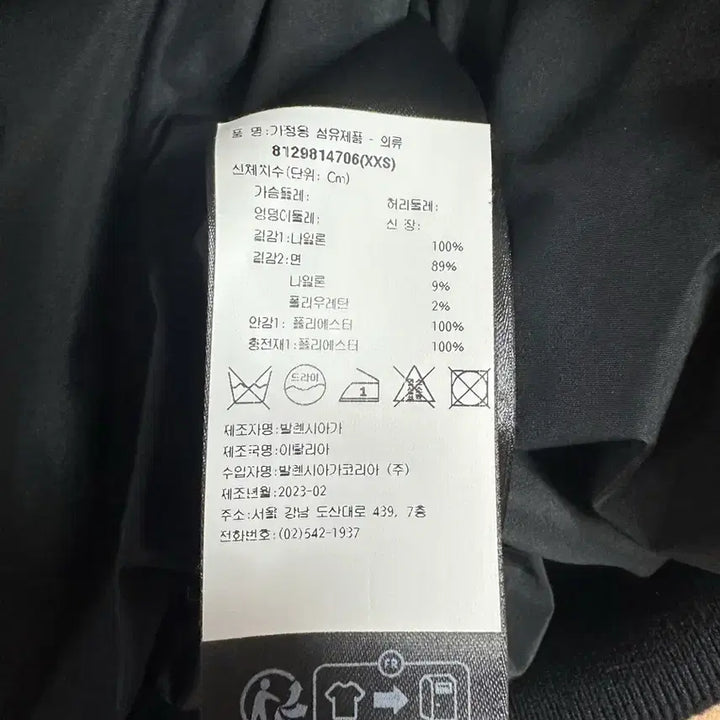 품 명:가정용 섬유제품 - 의류
8129814706(XXS)
신체치수(단위: Cm)
가슴둘레: 허리둘레:
엉덩이둘레: 신 장:
겉감1:나일론 100%
겉감2:면 89%
나일론 9%
폴리우레탄 2%
안감1: 폴리에스터 100%
충전재1:폴리에스터 100%
드라이 1
제조자명:발렌시아가
제조국명:이탈리아
수입자명:발렌시아가코리아 (주)
제조년월:2023-02
주소:서울 강남 도산대로 439, 7층
전화번호:(02)542-1937
FR